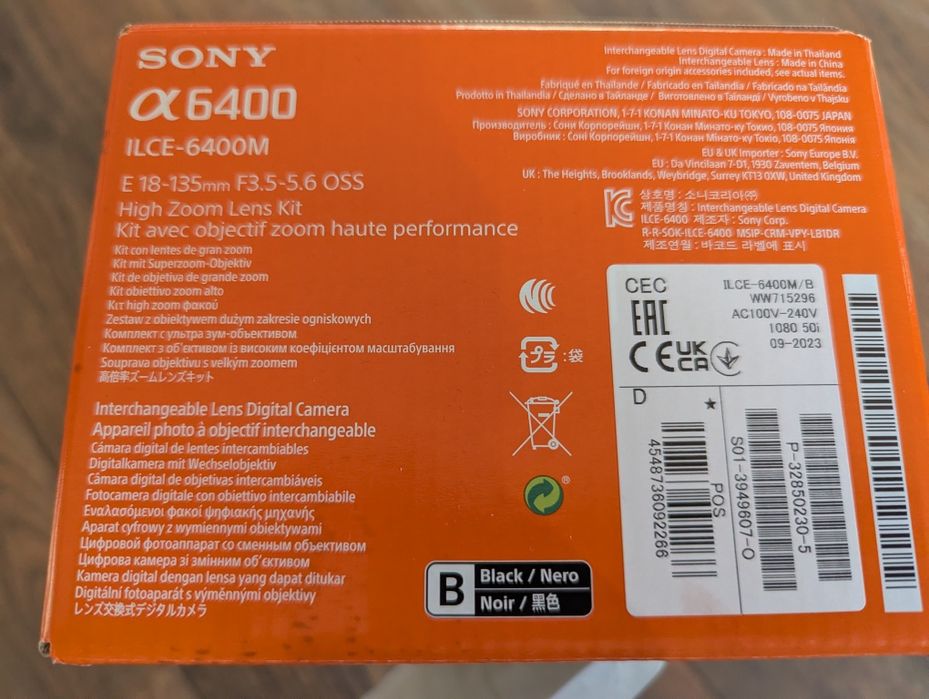 SONY
α6400
ILCE-6400M
E 18-135mm F3.5-5.6 OSS
High Zoom Lens Kit
Kit avec objectif zoom haute performance
Kit con lentes de gran zoom
Kit mit Superzoom-Objektiv
Kit de objetiva de grande zoom
Kit obiettivo zoom alto
Κιτ high zoom φακού
Zestaw z obiektywem dużym zakresie ogniskowych
Комплект с ультра зум-объективом
Комплект з об'єктивом із високим коефіцієнтом масштабування
Souprava objektivu s velkým zoomem
高倍率ズームレンズキット
Interchangeable Lens Digital Camera
Appareil photo à objectif interchangeable
Cámara digital de lentes intercambiables
Digitalkamera mit Wechselobjektiv
Câmara digital de objetivas intercambiáveis
Fotocamera digitale con obiettivo intercambiabile
Εναλασόμενοι φακοί ψηφιακής μηχανής
Aparat cyfrowy z wymiennymi obiektywami
Цифровой фотоаппарат со сменным объективом
Цифрова камера зі змінним об'єктивом
Kamera digital dengan lensa yang dapat ditukar
Digitální fotoaparát s výměnnými objektivy
レンズ交換式デジタルカメラ
Interchangeable Lens Digital Camera : Made in Thailand
Interchangeable Lens : Made in China
For foreign origin accessories included, see actual items.
Fabriqué en Thaïlande / Fabricado en Tailandia / Fabricado na Tailândia
Prodotto in Thailandia / Сделано в Таиланде / Виготовлено в Таїланді / Vyrobeno v Thajsku
SONY CORPORATION, 1-7-1 KONAN MINATO-KU TOKYO, 108-0075 JAPAN
Производитель : Сони Корпорейшн, 1-7-1 Конан Минато-ку Токио, 108-0075 Япония
Виробник : Соні Корпорейшн, 1-7-1 Конан Мінато-ку Токіо, 108-0075 Японія
EU & UK Importer : Sony Europe B.V.
EU : Da Vincilaan 7-D1, 1930 Zaventem, Belgium
UK : The Heights, Brooklands, Weybridge, Surrey KT13 0XW, United Kingdom
상호명 : 소니코리아㈜
제품명칭 : Interchangeable Lens Digital Camera
ILCE-6400 제조자 : Sony Corp.
R-R-SOK-ILCE-6400 MSIP-CRM-VPY-LB1DR
제조연월 : 바코드 라벨에 표시
プラ :袋
®
B
Black / Nero
Noir / 黒色
CEC
EAC
CE UKCA
ILCE-6400M/B
WW715296
AC100V-240V
1080 50i
09-2023
D
★
4548736092266
POS
S01-3949607-O
P-32850230-5